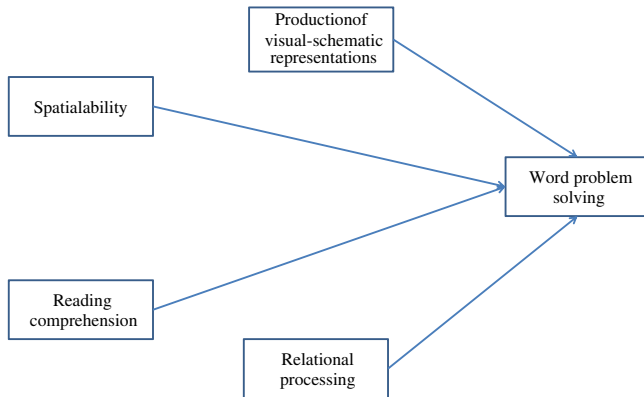 Productionof
visual-schematic
representations
Spatialability
Word problem
solving
Reading
comprehension
Relational
processing